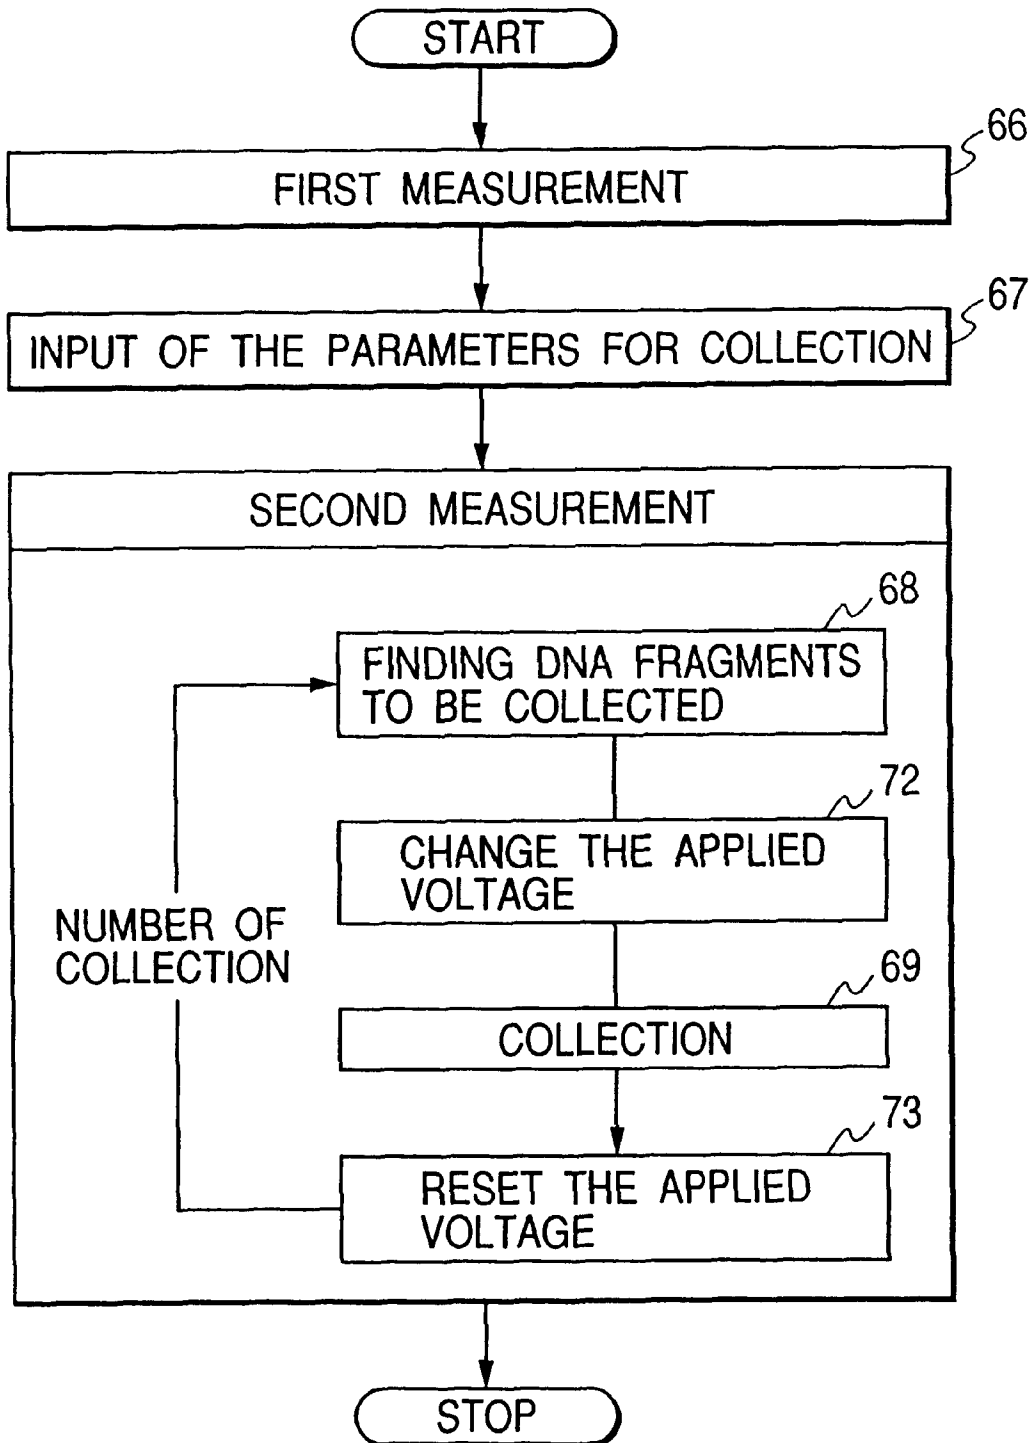 START
66
FIRST MEASUREMENT
67
INPUT OF THE PARAMETERS FOR COLLECTION
SECOND MEASUREMENT
68
FINDING DNA FRAGMENTS
TO BE COLLECTED
72
CHANGE THE APPLIED
VOLTAGE
NUMBER OF
COLLECTION
69
COLLECTION
73
RESET THE APPLIED
VOLTAGE
STOP